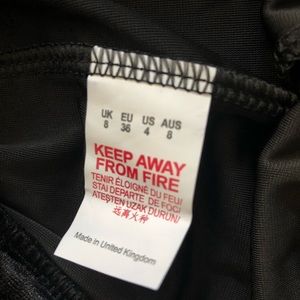 UK EU US AUS
8 36 4 8
KEEP AWAY
FROM FIRE
TENIR ÉLOIGNÉ DU FEU/
STAI DEPARTE DE FOC/
ATEŞTEN UZAK DURUN/
远离火种
Made in United Kingdom